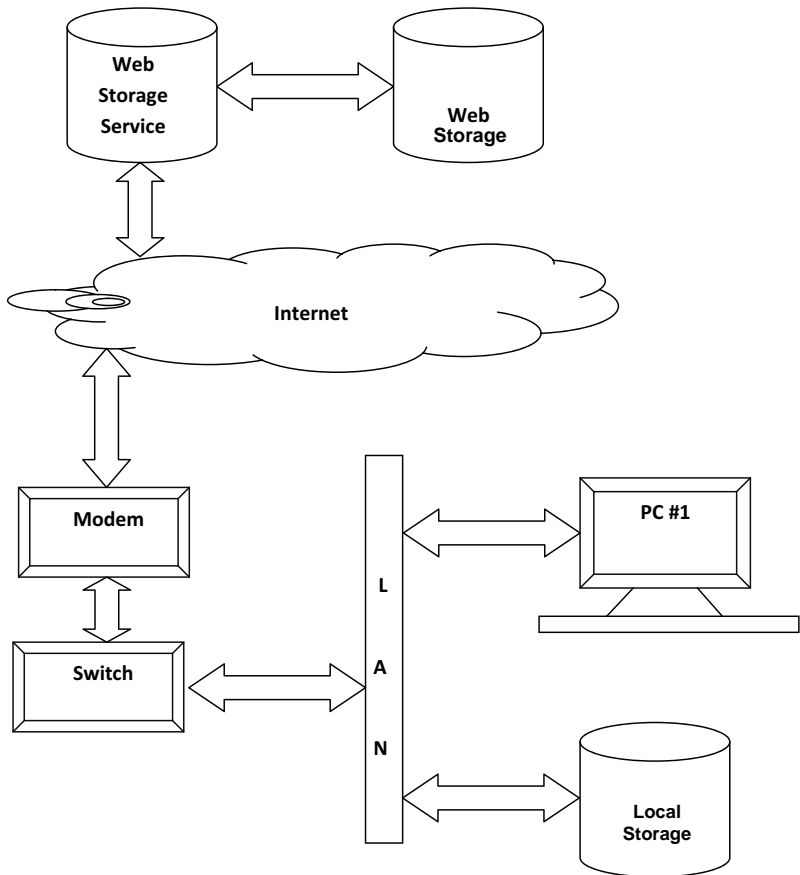 Web
Storage
Service
Web
Storage
Internet
Modem
Switch
L
A
N
PC #1
Local
Storage